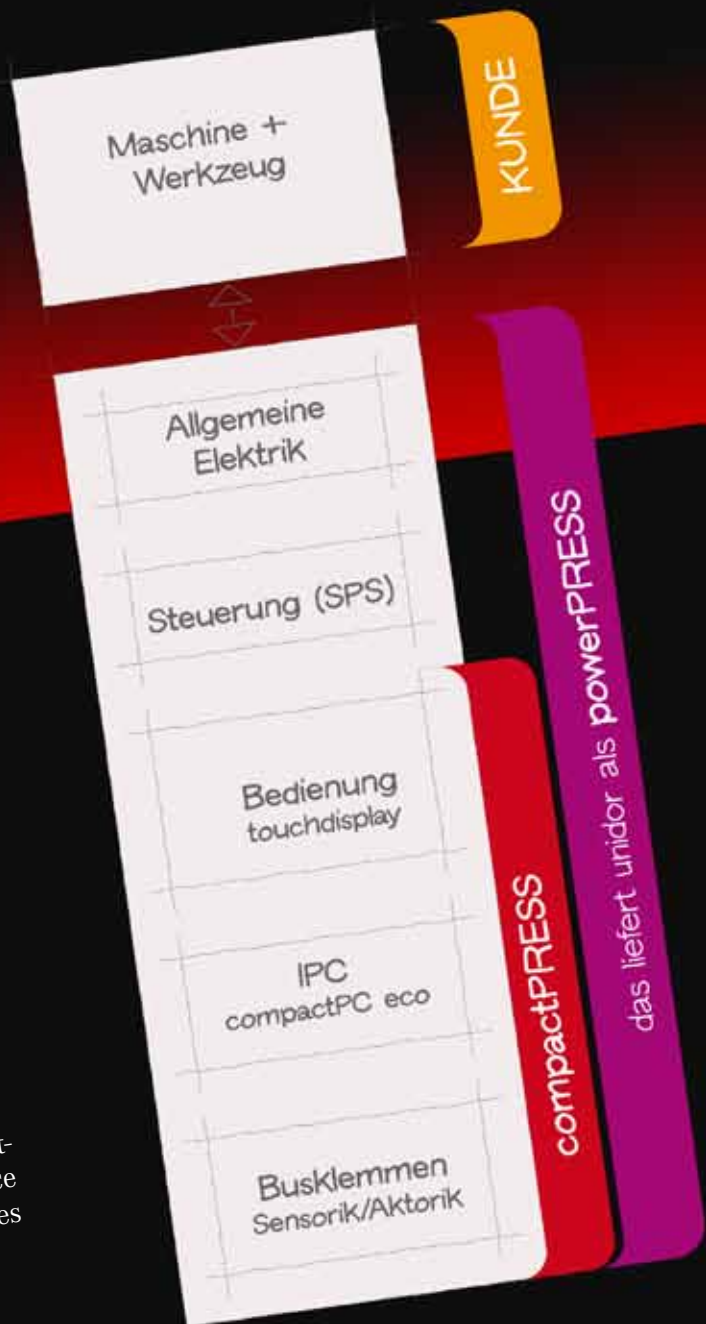 Maschine +
Werkzeug
KUNDE
Allgemeine
Elektrik
Steuerung (SPS)
Bedienung
touchdisplay
IPC
compactPC eco
Busklemmen
Sensorik/Aktorik
compactPRESS
das liefert unidor als powerPRESS